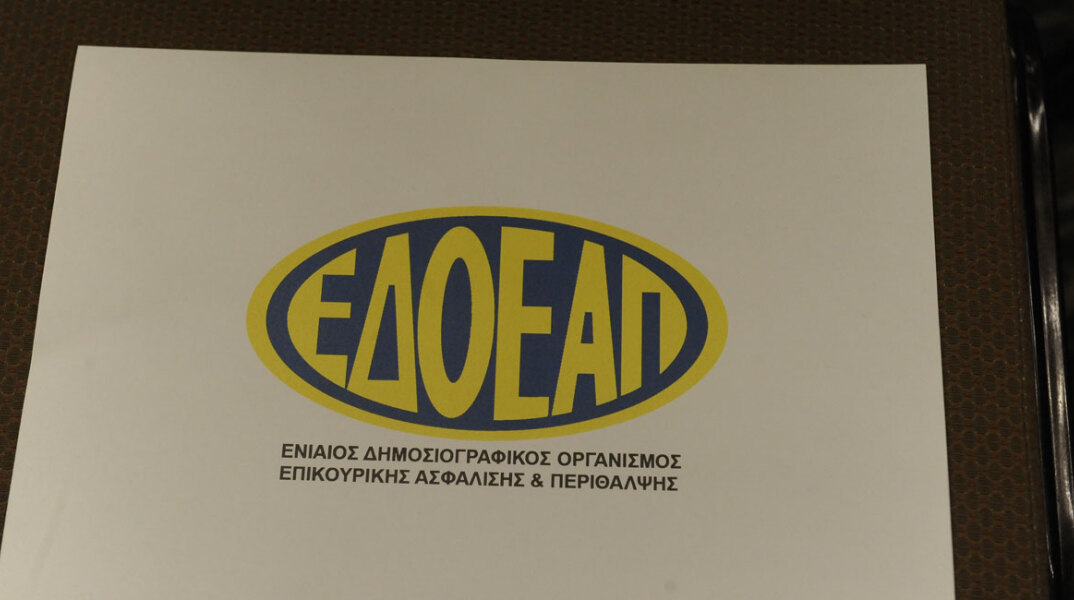 ΕΔΟΕΑΠ
ΕΝΙΑΙΟΣ ΔΗΜΟΣΙΟΓΡΑΦΙΚΟΣ ΟΡΓΑΝΙΣΜΟΣ
ΕΠΙΚΟΥΡΙΚΗΣ ΑΣΦΑΛΙΣΗΣ & ΠΕΡΙΘΑΛΨΗΣ